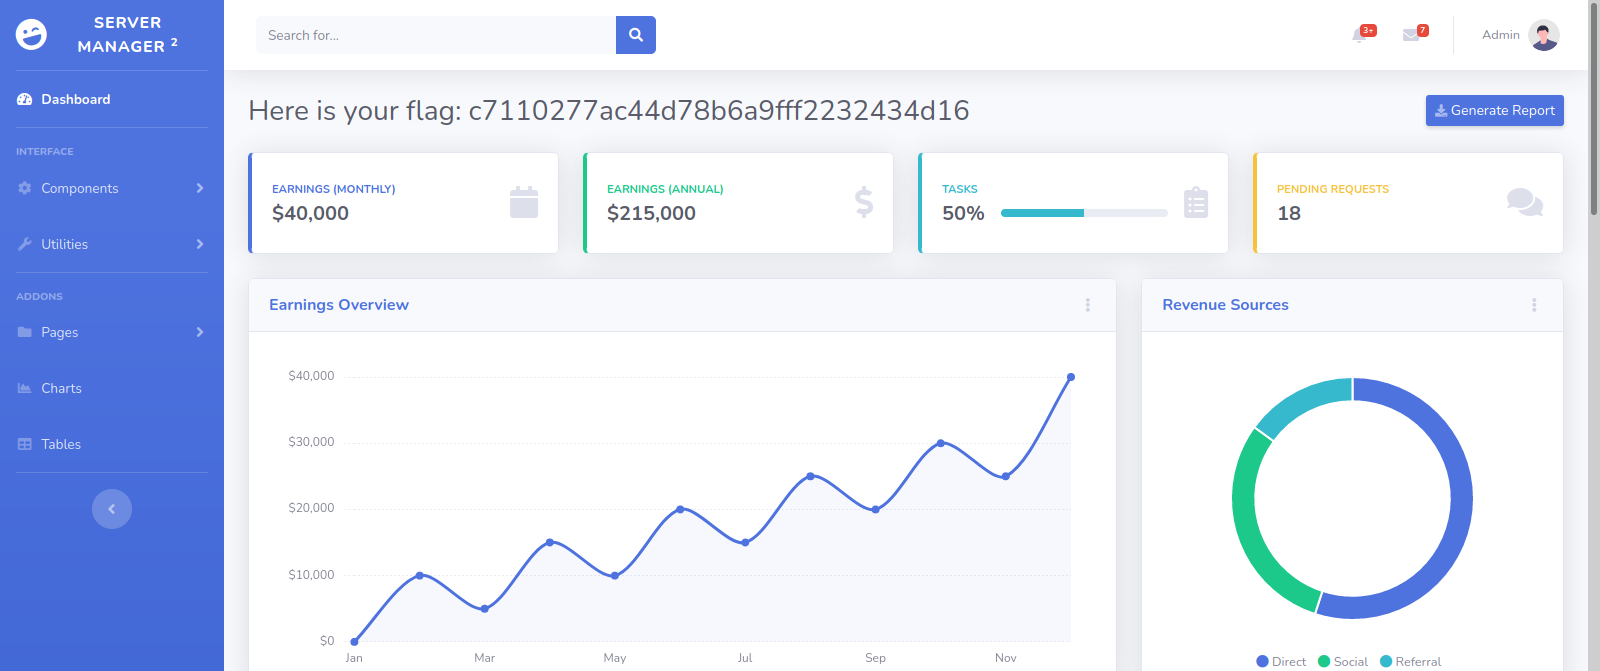 SERVER
MANAGER 2
Search for...
3+
7
Admin
Dashboard
Here is your flag: c7110277ac44d78b6a9fff2232434d16
Generate Report
INTERFACE
Components
Utilities
ADDONS
Pages
Charts
Tables
EARNINGS (MONTHLY)
$40,000
EARNINGS (ANNUAL)
$215,000
TASKS
50%
PENDING REQUESTS
18
Earnings Overview
$40,000
$30,000
$20,000
$10,000
$0
Jan Mar May Jul Sep Nov
Revenue Sources
Direct Social Referral